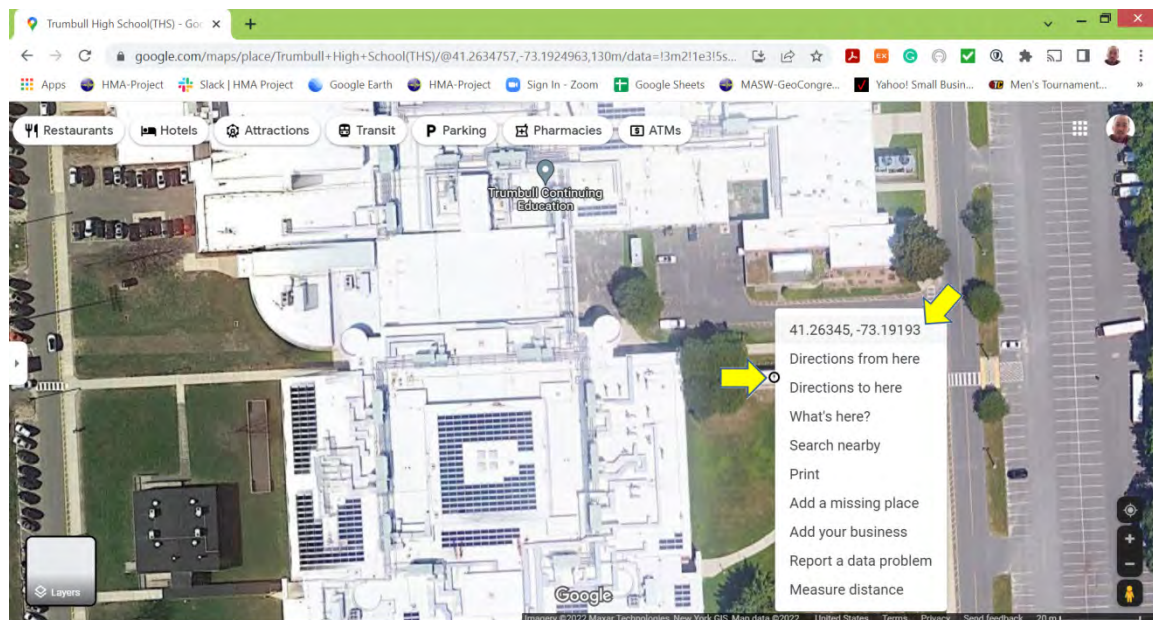 Trumbull High School(THS) - Goo
google.com/maps/place/Trumbull+High+School(THS)/@41.2634757,-73.1924963,130m/data=!3m2!1e3!5s...
Apps HMA-Project Slack | HMA Project Google Earth HMA-Project Sign In - Zoom Google Sheets MASW-GeoCongre... Yahoo! Small Busin... Men's Tournament... »
Restaurants Hotels Attractions Transit P Parking Pharmacies ATMs
Trumbull Continuing
Education
41.26345, -73.19193
Directions from here
Directions to here
What's here?
Search nearby
Print
Add a missing place
Add your business
Report a data problem
Measure distance
Layers
Google
Imagery ©2022 Maxar Technologies, New York GIS, Map data ©2022 United States Terms Privacy Send feedback 20 m